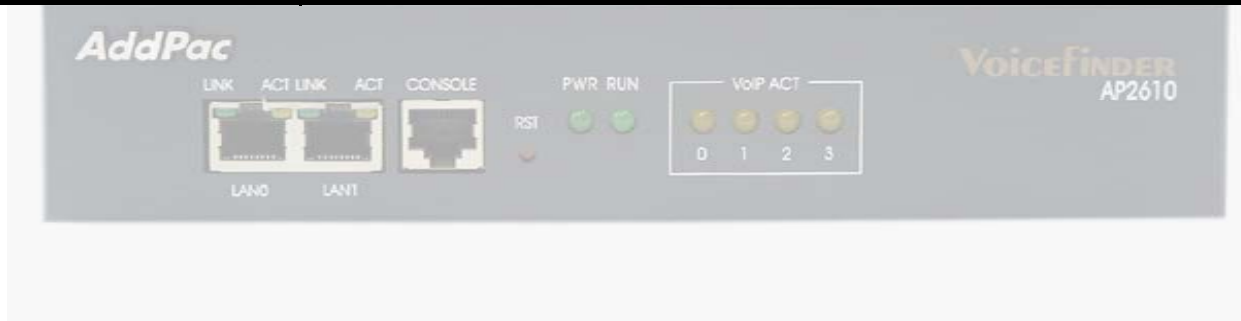 AddPac
VOICEFINDER
AP2610
LINK ACT LINK ACT CONSOLE
PWR RUN
VoIP ACT
RST
0 1 2 3
LAN0 LAN1